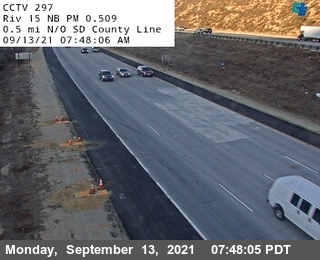 CCTV 297
Riv 15 NB PM 0.509
0.5 mi N/O SD County Line
09/13/21 07:48:06 AM
Monday, September 13, 2021 07:48:05 PDT